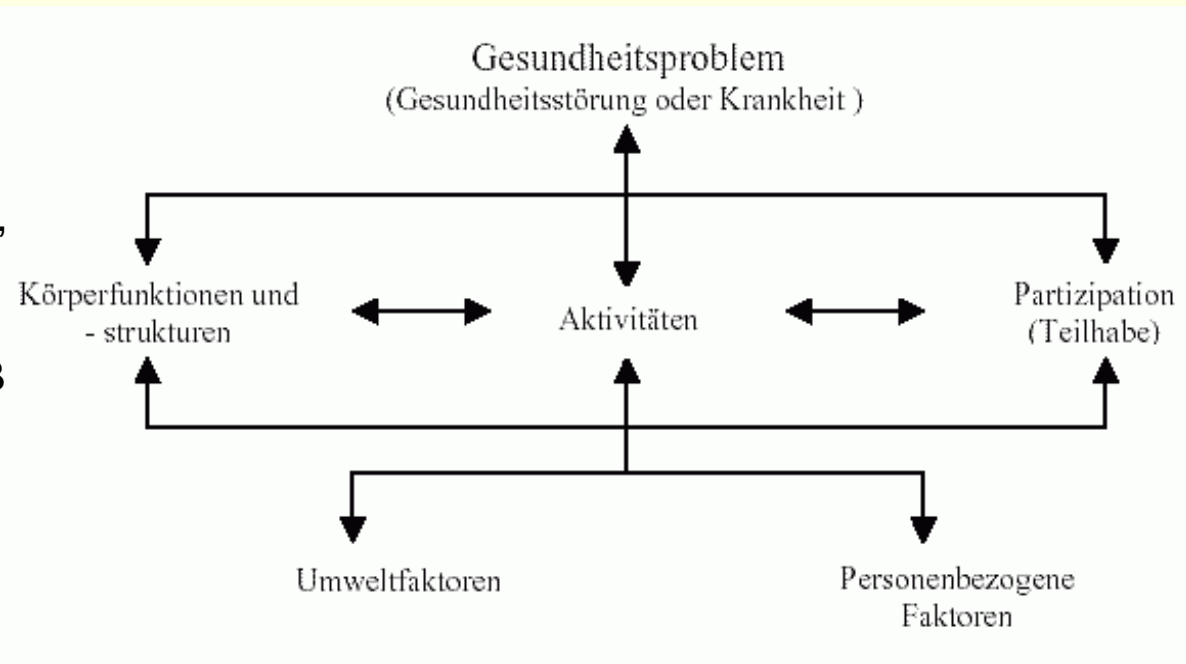 Gesundheitsproblem
(Gesundheitsstörung oder Krankheit )
Körperfunktionen und
- strukturen
Aktivitäten
Partizipation
(Teilhabe)
Umweltfaktoren
Personenbezogene
Faktoren